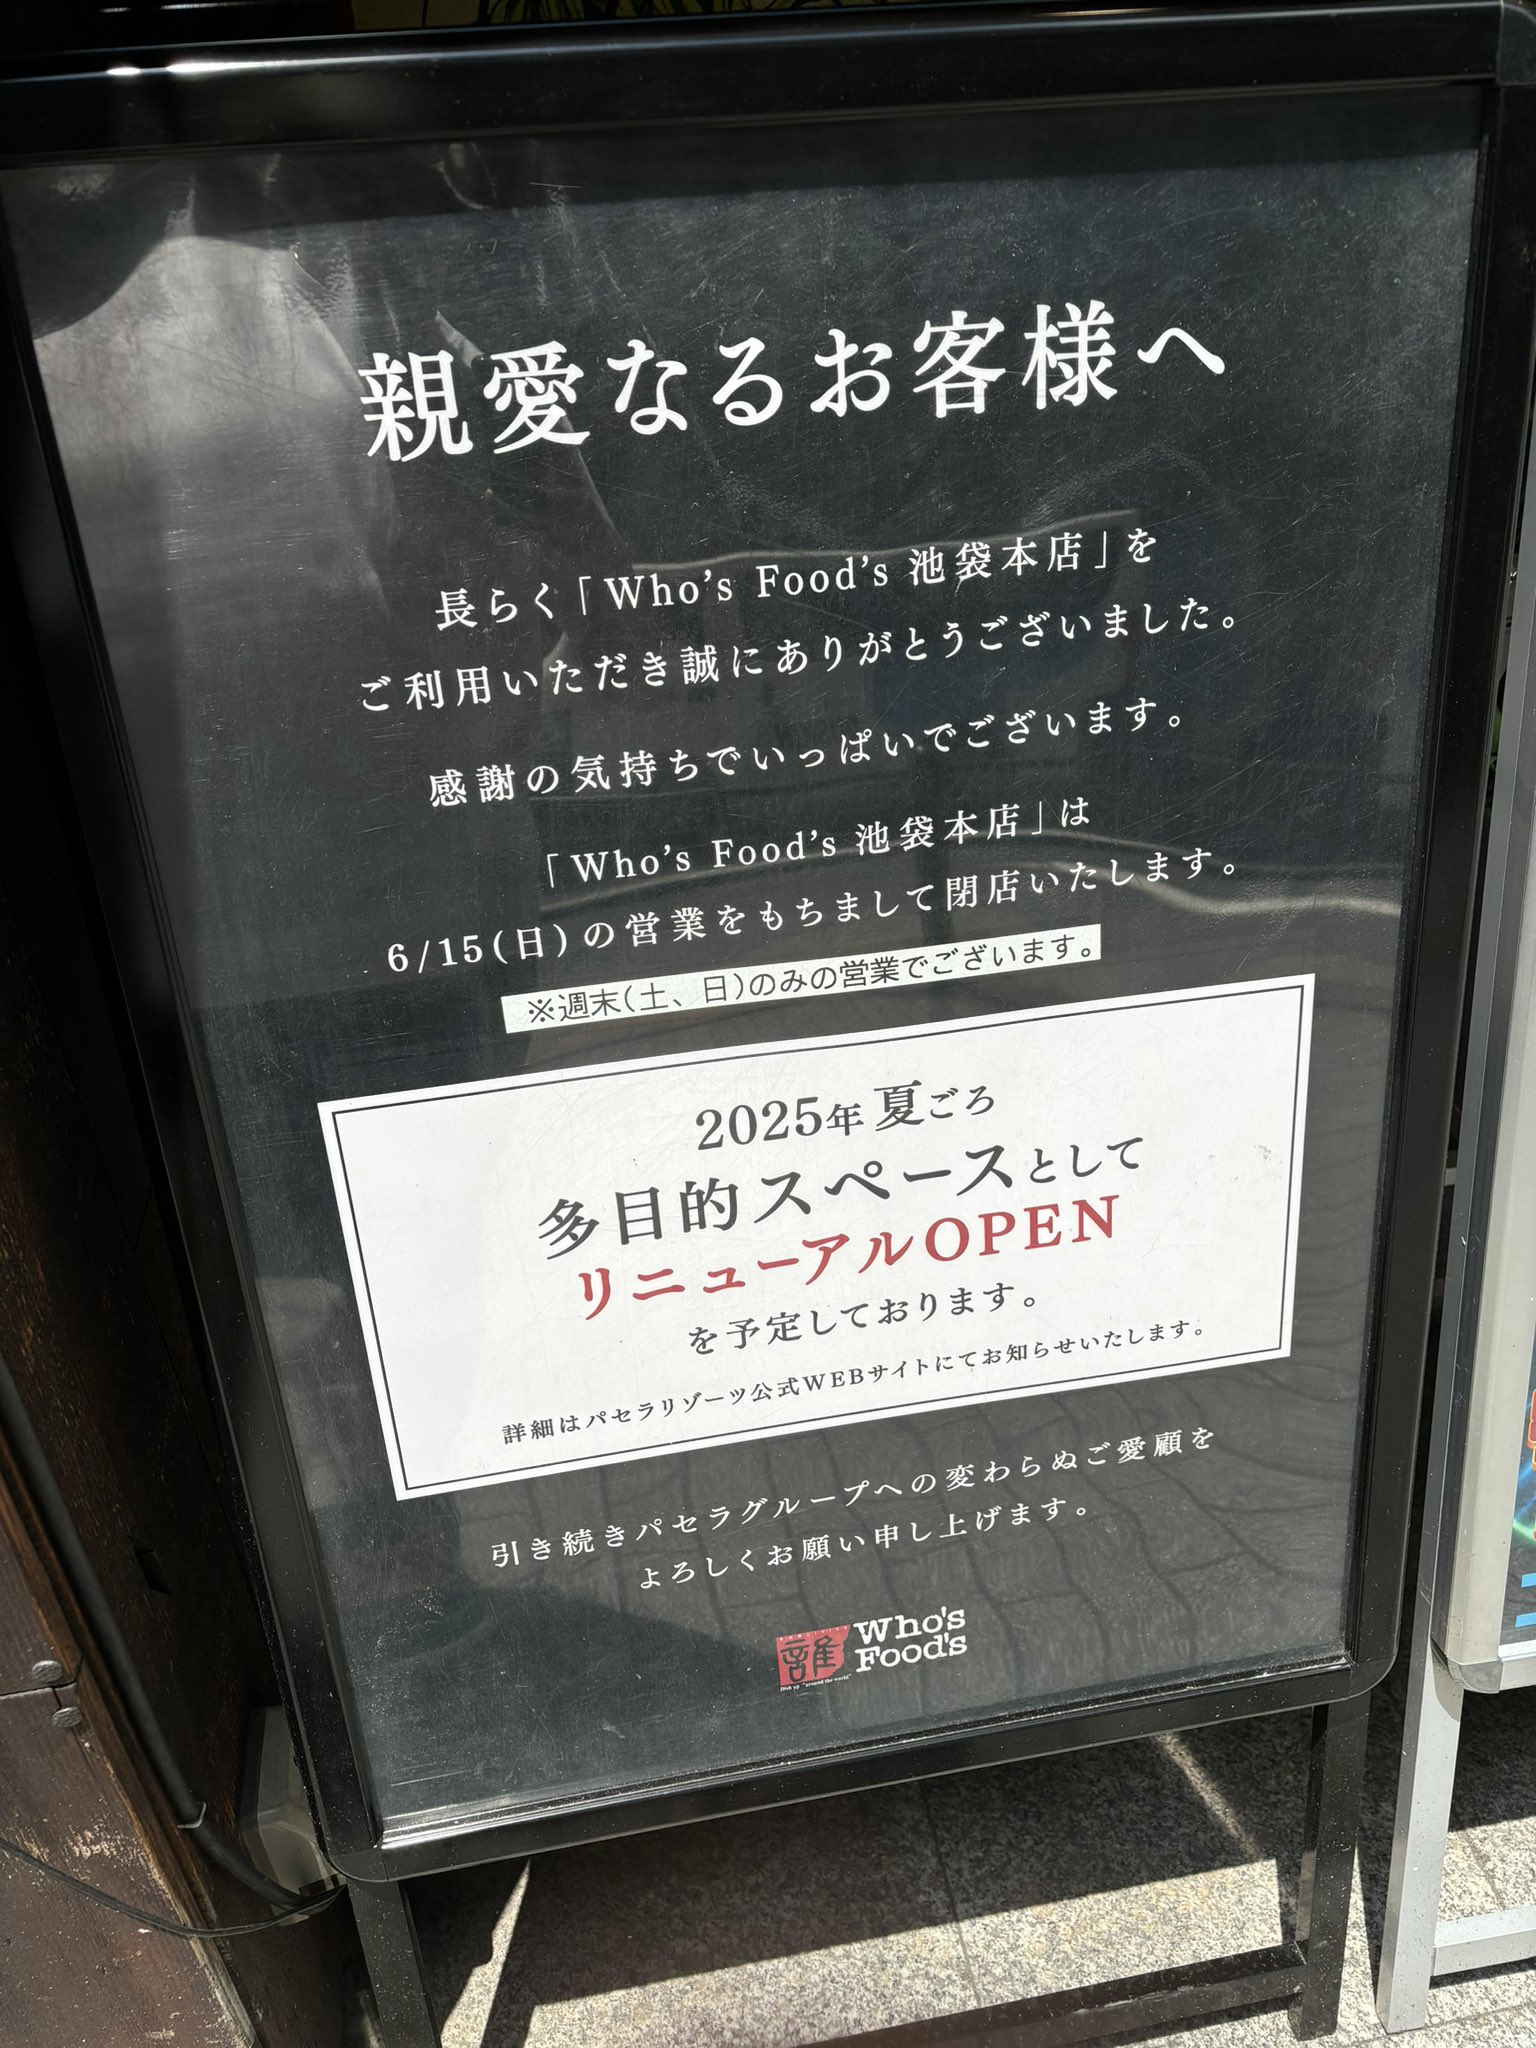 親愛なるお客様へ
長らく「Who's Food's 池袋本店」を
ご利用いただき誠にありがとうございました。
感謝の気持ちでいっぱいでございます。
「Who's Food's 池袋本店」は
6/15(日)の営業をもちまして閉店いたします。
※週末(土、日)のみの営業でございます。
2025年 夏ごろ
多目的スペースとして
リニューアルOPEN
を予定しております。
詳細はパセラリゾーツ公式WEBサイトにてお知らせいたします。
引き続きパセラグループへの変わらぬご愛顧を
よろしくお願い申し上げます。
誰
Who's
Food's
Dish up "around the world"